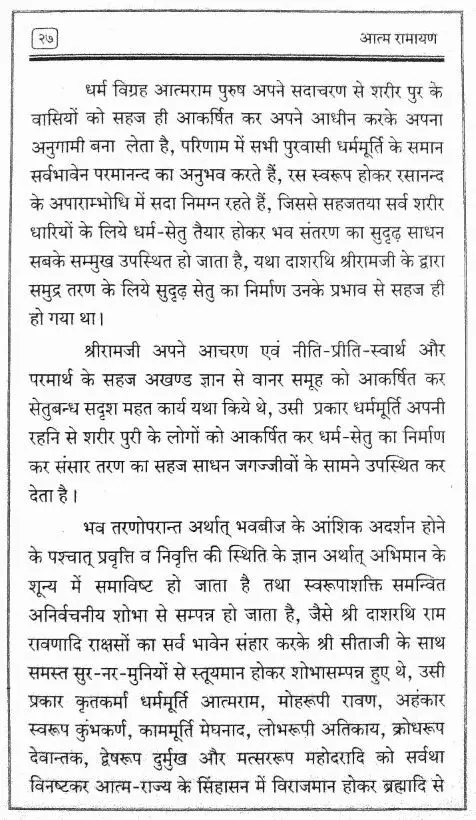 २७
आत्म रामायण
धर्म विग्रह आत्मराम पुरुष अपने सदाचरण से शरीर पुर के
वासियों को सहज ही आकर्षित कर अपने आधीन करके अपना
अनुगामी बना लेता है, परिणाम में सभी पुरवासी धर्ममूर्ति के समान
सर्वभावेन परमानन्द का अनुभव करते हैं, रस स्वरूप होकर रसानन्द
के अपाराम्भोधि में सदा निमग्न रहते हैं, जिससे सहजतया सर्व शरीर
धारियों के लिये धर्म-सेतु तैयार होकर भव संतरण का सुदृढ़ साधन
सबके सम्मुख उपस्थित हो जाता है, यथा दाशरथि श्रीरामजी के द्वारा
समुद्र तरण के लिये सुदृढ़ सेतु का निर्माण उनके प्रभाव से सहज ही
हो गया था।
श्रीरामजी अपने आचरण एवं नीति-प्रीति-स्वार्थ और
परमार्थ के सहज अखण्ड ज्ञान से वानर समूह को आकर्षित कर
सेतुबन्ध सदृश महत कार्य यथा किये थे, उसी प्रकार धर्ममूर्ति अपनी
रहनि से शरीर पुरी के लोगों को आकर्षित कर धर्म-सेतु का निर्माण
कर संसार तरण का सहज साधन जगज्जीवों के सामने उपस्थित कर
देता है।
भव तरणोपरान्त अर्थात् भवबीज के आंशिक अदर्शन होने
के पश्चात् प्रवृत्ति व निवृत्ति की स्थिति के ज्ञान अर्थात् अभिमान के
शून्य में समाविष्ट हो जाता है तथा स्वरूपाशक्ति समन्वित
अनिर्वचनीय शोभा से सम्पन्न हो जाता है, जैसे श्री दाशरथि राम
रावणादि राक्षसों का सर्व भावेन संहार करके श्री सीताजी के साथ
समस्त सुर-नर-मुनियों से स्तूयमान होकर शोभासम्पन्न हुए थे, उसी
प्रकार कृतकर्मा धर्ममूर्ति आत्मराम, मोहरूपी रावण, अहंकार
स्वरूप कुंभकर्ण, काममूर्ति मेघनाद, लोभरूपी अतिकाय, क्रोधरूप
देवान्तक, द्वेषरूप दुर्मुख और मत्सररूप महोदरादि को सर्वथा
विनष्टकर आत्म-राज्य के सिंहासन में विराजमान होकर ब्रह्मादि से